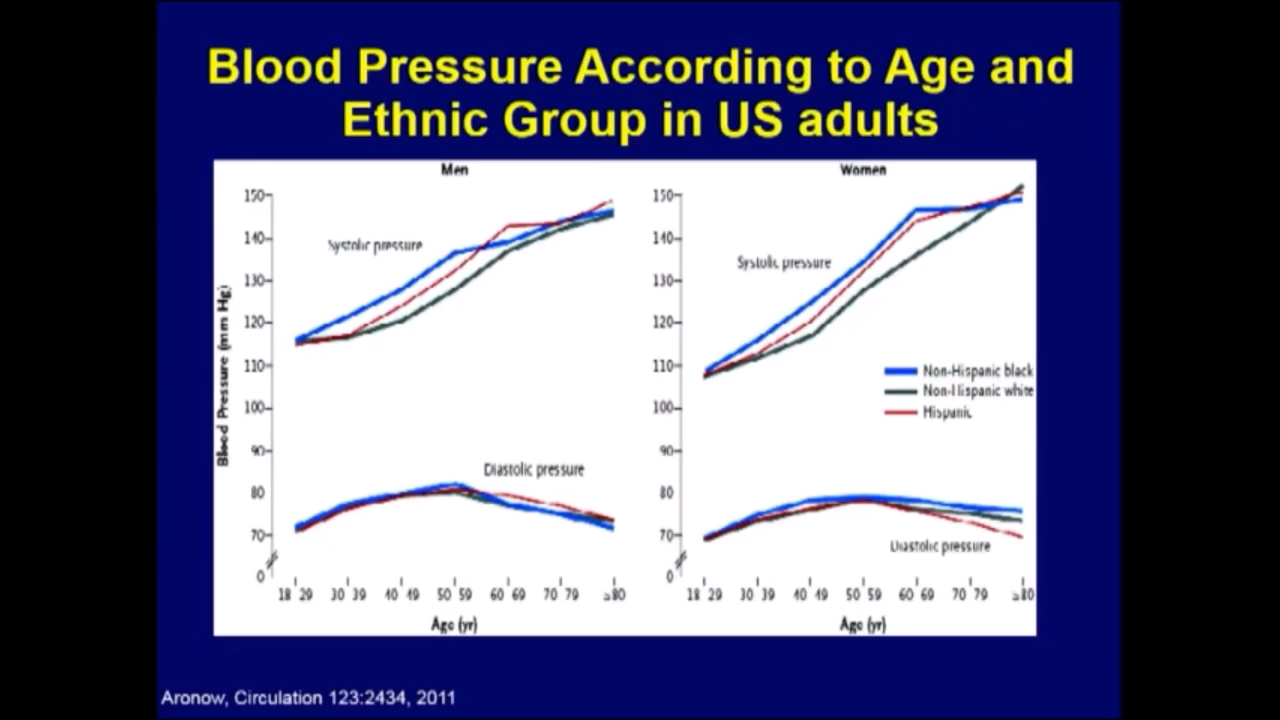 Blood Pressure According to Age and
Ethnic Group in US adults
Men
Blood Pressure (mm Hg)
150
140
130
120
110
100
90
80
70
0
Systolic pressure
Diastolic pressure
18 29 30 39 40 49 50 59 60 69 70 79 ≥80
Age (yr)
Women
150
140
130
120
110
100
90
80
70
0
Systolic pressure
Non-Hispanic black
Non-Hispanic white
Hispanic
Diastolic pressure
18 29 30 39 40 49 50 59 60 69 70 79 ≥80
Age (yr)
Aronow, Circulation 123:2434, 2011